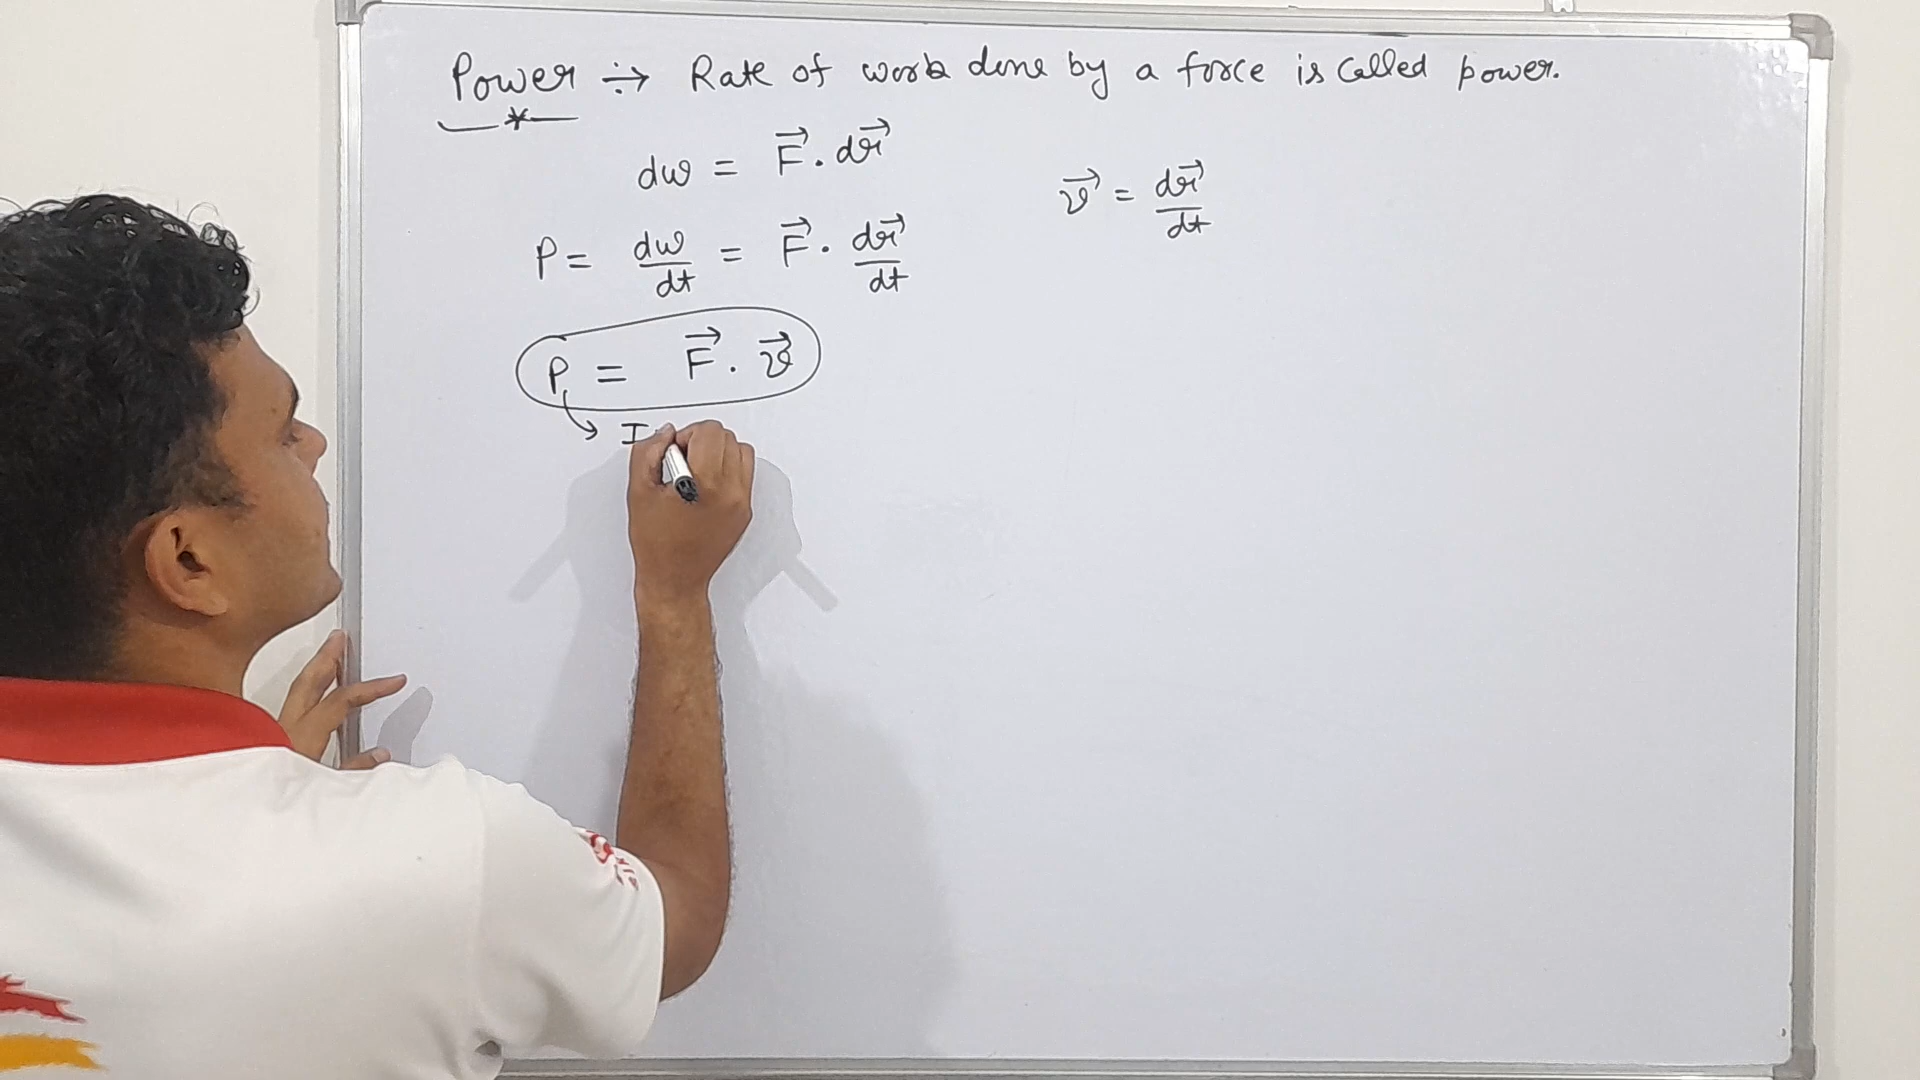 Power ÷→ Rate of work done by a force is Called power.
dw = F⃗ . dr⃗
v⃗ = dr⃗/dt
P = dw/dt = F⃗ . dr⃗/dt
P = F⃗ . v⃗
I